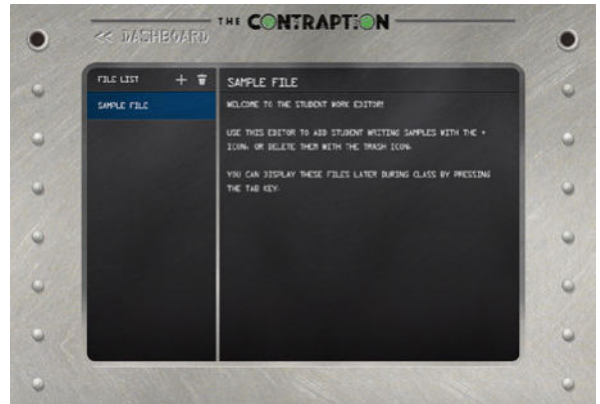 THE CONTRAPTION
<< DASHBOARD
FILE LIST +
SAMPLE FILE
SAMPLE FILE
WELCOME TO THE STUDENT WORK EDITOR!
USE THIS EDITOR TO ADD STUDENT WRITING SAMPLES WITH THE +
ICON, OR DELETE THEM WITH THE TRASH ICON.
YOU CAN DISPLAY THESE FILES LATER DURING CLASS BY PRESSING
THE TAB KEY.